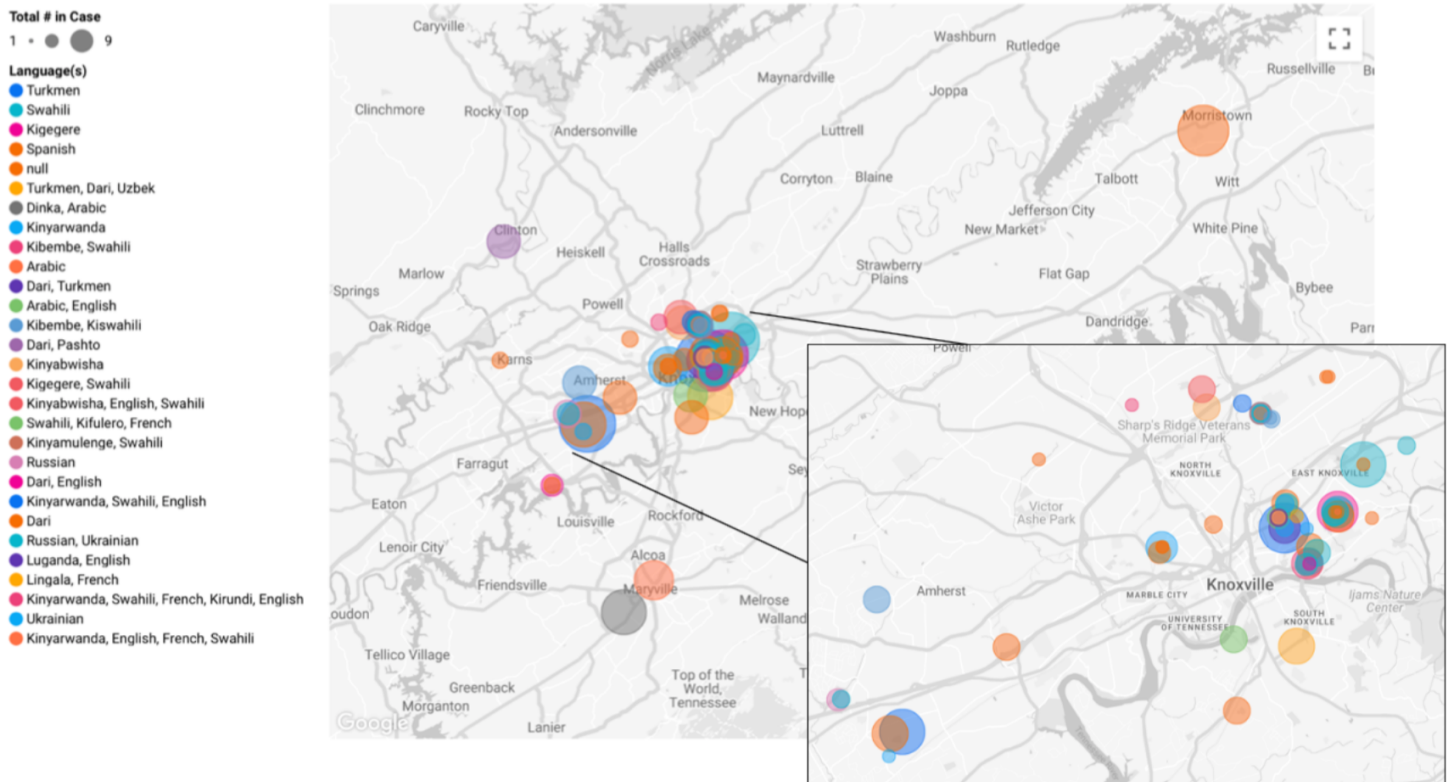 Total # in Case
1 9
Language(s)
Turkmen
Swahili
Kigegere
Spanish
null
Turkmen, Dari, Uzbek
Dinka, Arabic
Kinyarwanda
Kibembe, Swahili
Arabic
Dari, Turkmen
Arabic, English
Kibembe, Kiswahili
Dari, Pashto
Kinyabwisha
Kigegere, Swahili
Kinyabwisha, English, Swahili
Swahili, Kifulero, French
Kinyamulenge, Swahili
Russian
Dari, English
Kinyarwanda, Swahili, English
Dari
Russian, Ukrainian
Luganda, English
Lingala, French
Kinyarwanda, Swahili, French, Kirundi, English
Ukrainian
Kinyarwanda, English, French, Swahili
Caryville
Norris Lake
Washburn
Rutledge
Maynardville
Russellville
Joppa
Clinchmore
Rocky Top
Andersonville
Luttrell
Morristown
Corryton
Blaine
Talbott
Witt
Jefferson City
New Market
White Pine
Clinton
Heiskell
Halls
Crossroads
Marlow
Strawberry
Plains
Flat Gap
Springs
Bybee
Powell
Oak Ridge
Dandridge
Karns
Amherst
New Hop
Farragut
Sey
Eaton
Louisville
Rockford
Lenoir City
Alcoa
Friendsville
Maryville
Melrose
oudon
Walland
Tellico Village
Top of the
World,
Tennessee
Greenback
Morganton
Lanier
Google
Powell
Sharp's Ridge Veterans
Memorial Park
NORTH
KNOXVILLE
EAST KNOXVILLE
Victor
Ashe Park
Amherst
MARBLE CITY
Knoxville
Ijams Nature
Center
UNIVERSITY
OF TENNESSEE
SOUTH
KNOXVILLE